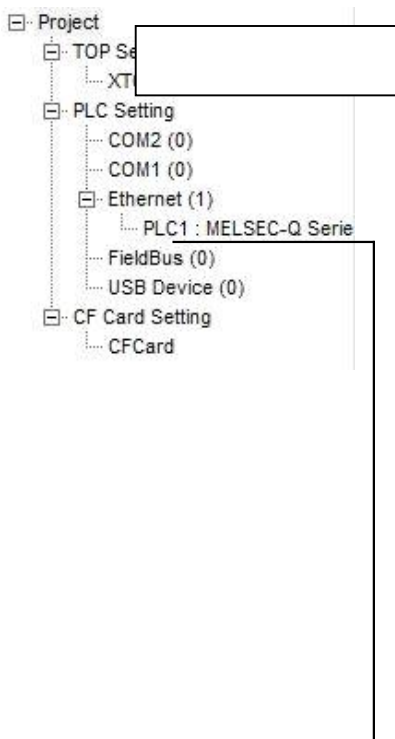 Project
TOP Se
XT
PLC Setting
COM2 (0)
COM1 (0)
Ethernet (1)
PLC1 : MELSEC-Q Serie
FieldBus (0)
USB Device (0)
CF Card Setting
CFCard